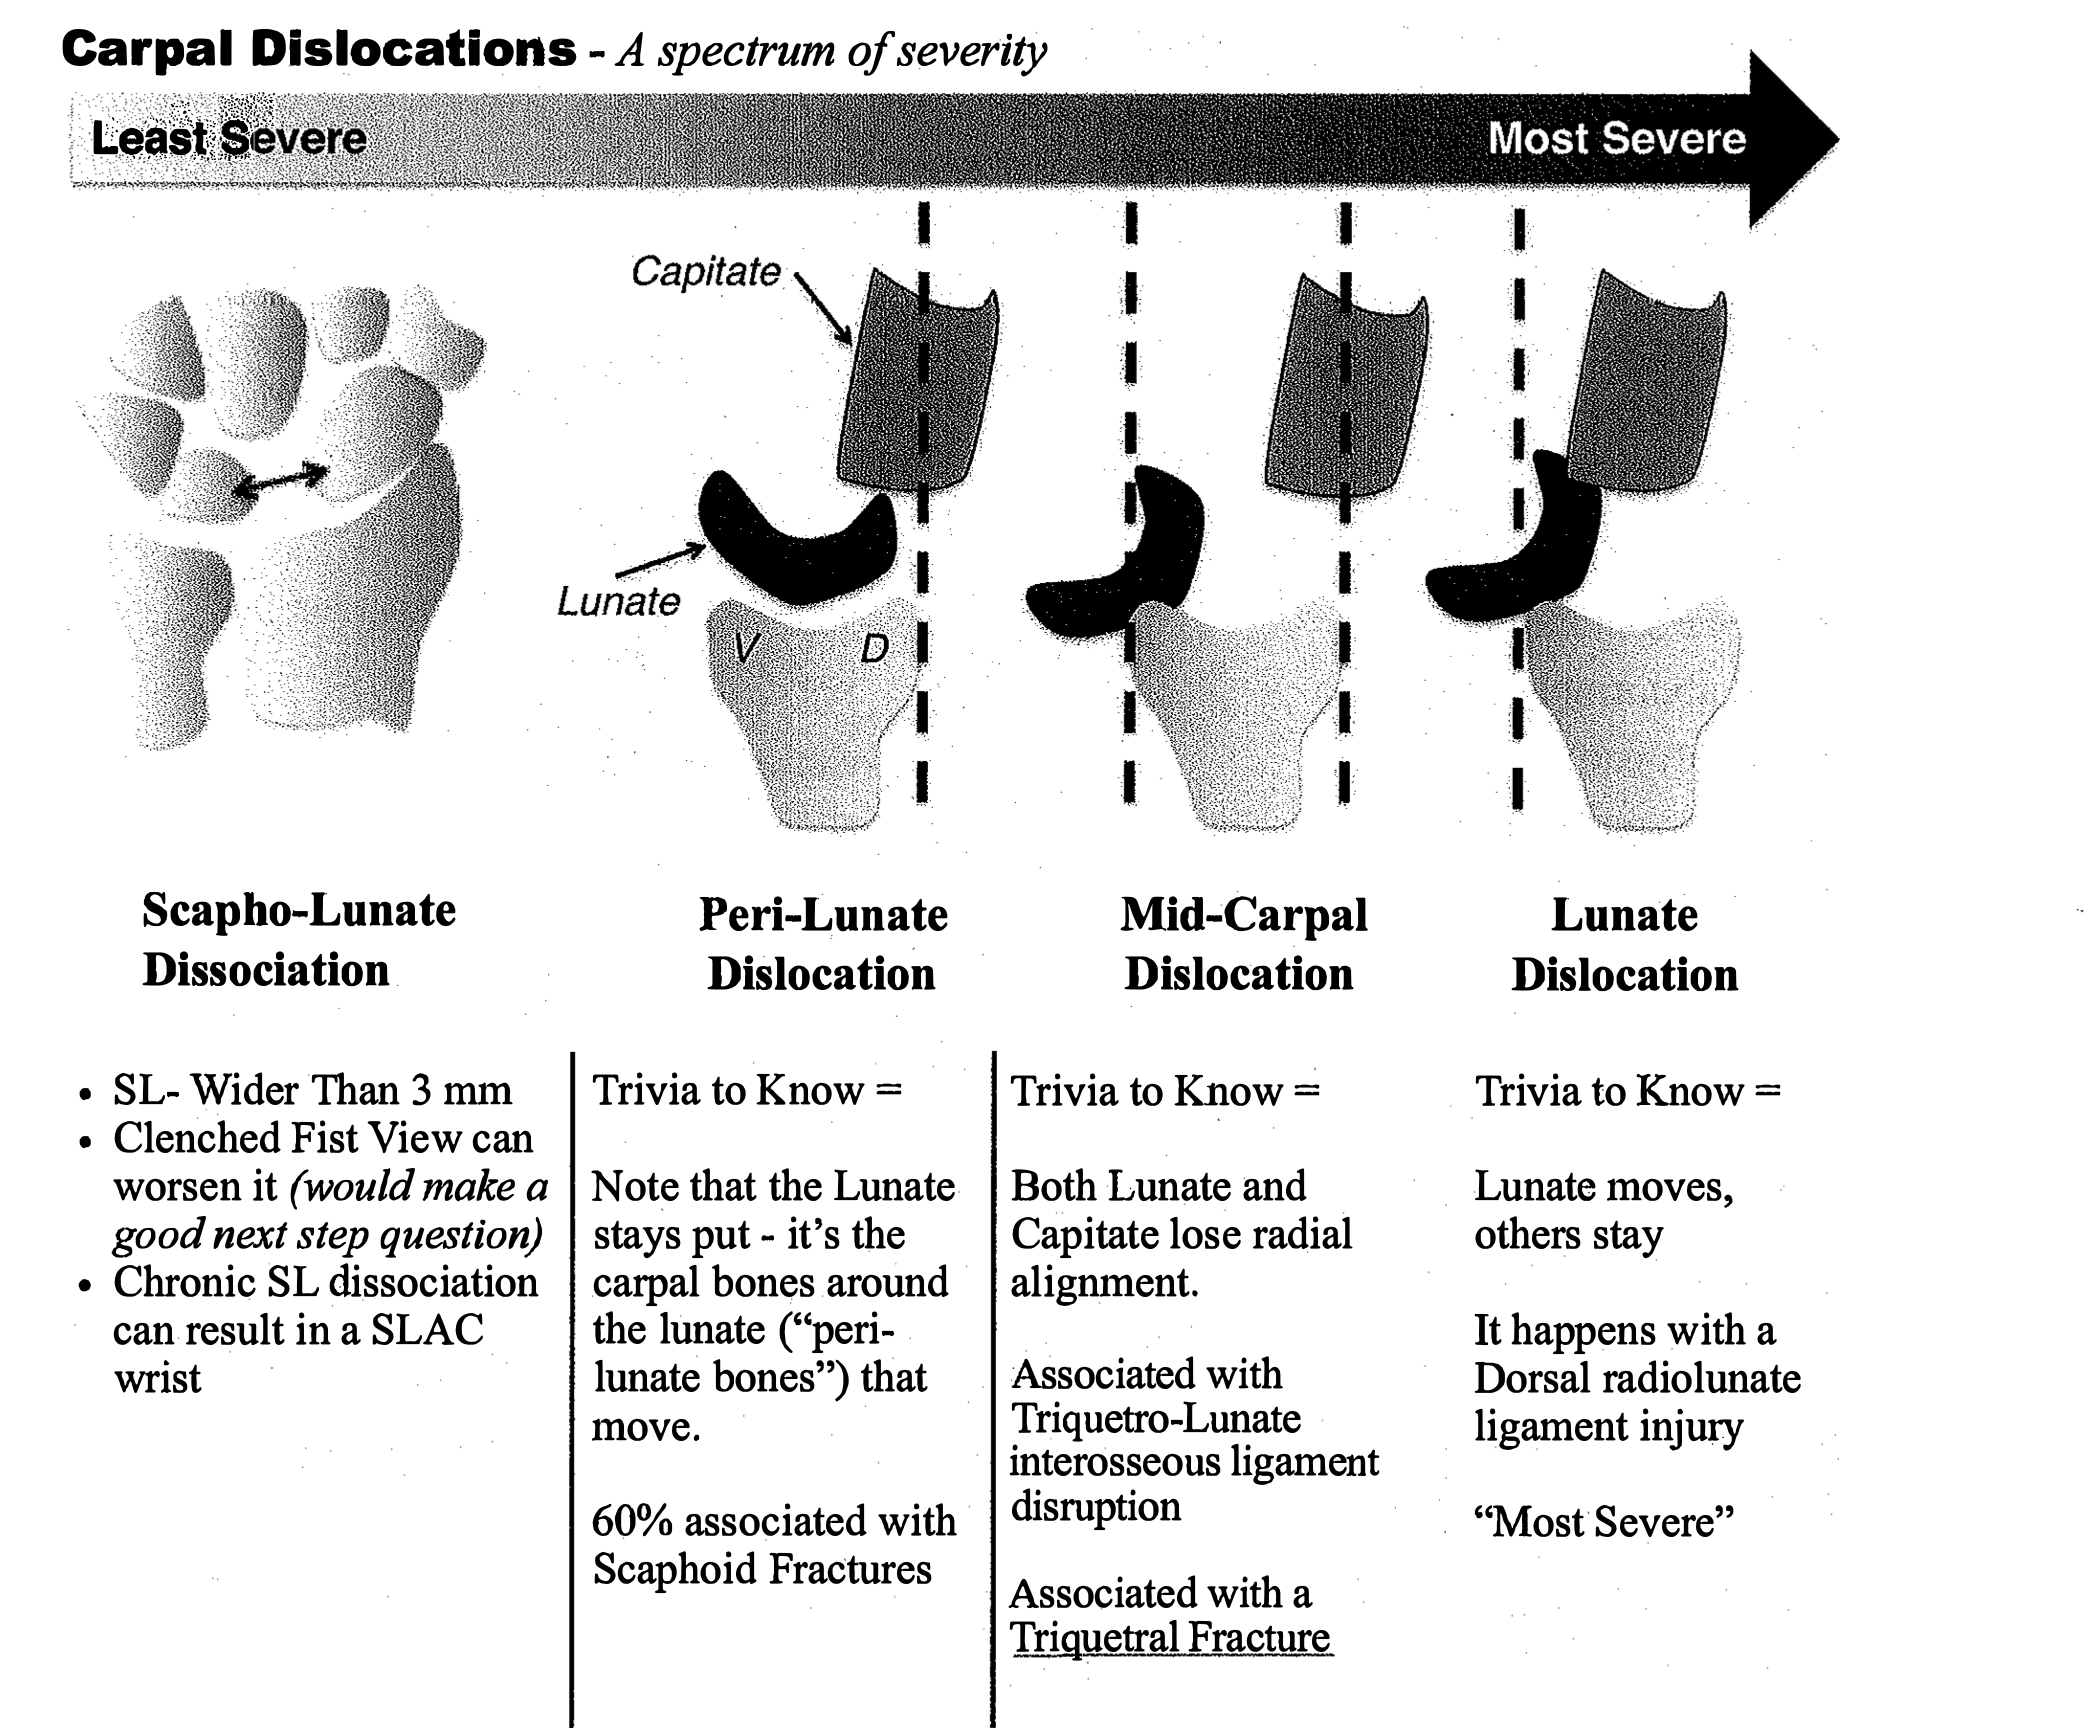 Carpal Dislocations - A spectrum of severity
Least Severe
Most Severe
Capitate
Lunate
V
D
Scapho-Lunate
Dissociation
Peri-Lunate
Dislocation
Mid-Carpal
Dislocation
Lunate
Dislocation
• SL- Wider Than 3 mm
• Clenched Fist View can
worsen it (would make a
good next step question)
• Chronic SL dissociation
can result in a SLAC
wrist
Trivia to Know =
Note that the Lunate
stays put - it’s the
carpal bones around
the lunate (“peri-
lunate bones”) that
move.
60% associated with
Scaphoid Fractures
Trivia to Know =
Both Lunate and
Capitate lose radial
alignment.
Associated with
Triquetro-Lunate
interosseous ligament
disruption
Associated with a
Triquetral Fracture
Trivia to Know =
Lunate moves,
others stay
It happens with a
Dorsal radiolunate
ligament injury
“Most Severe”